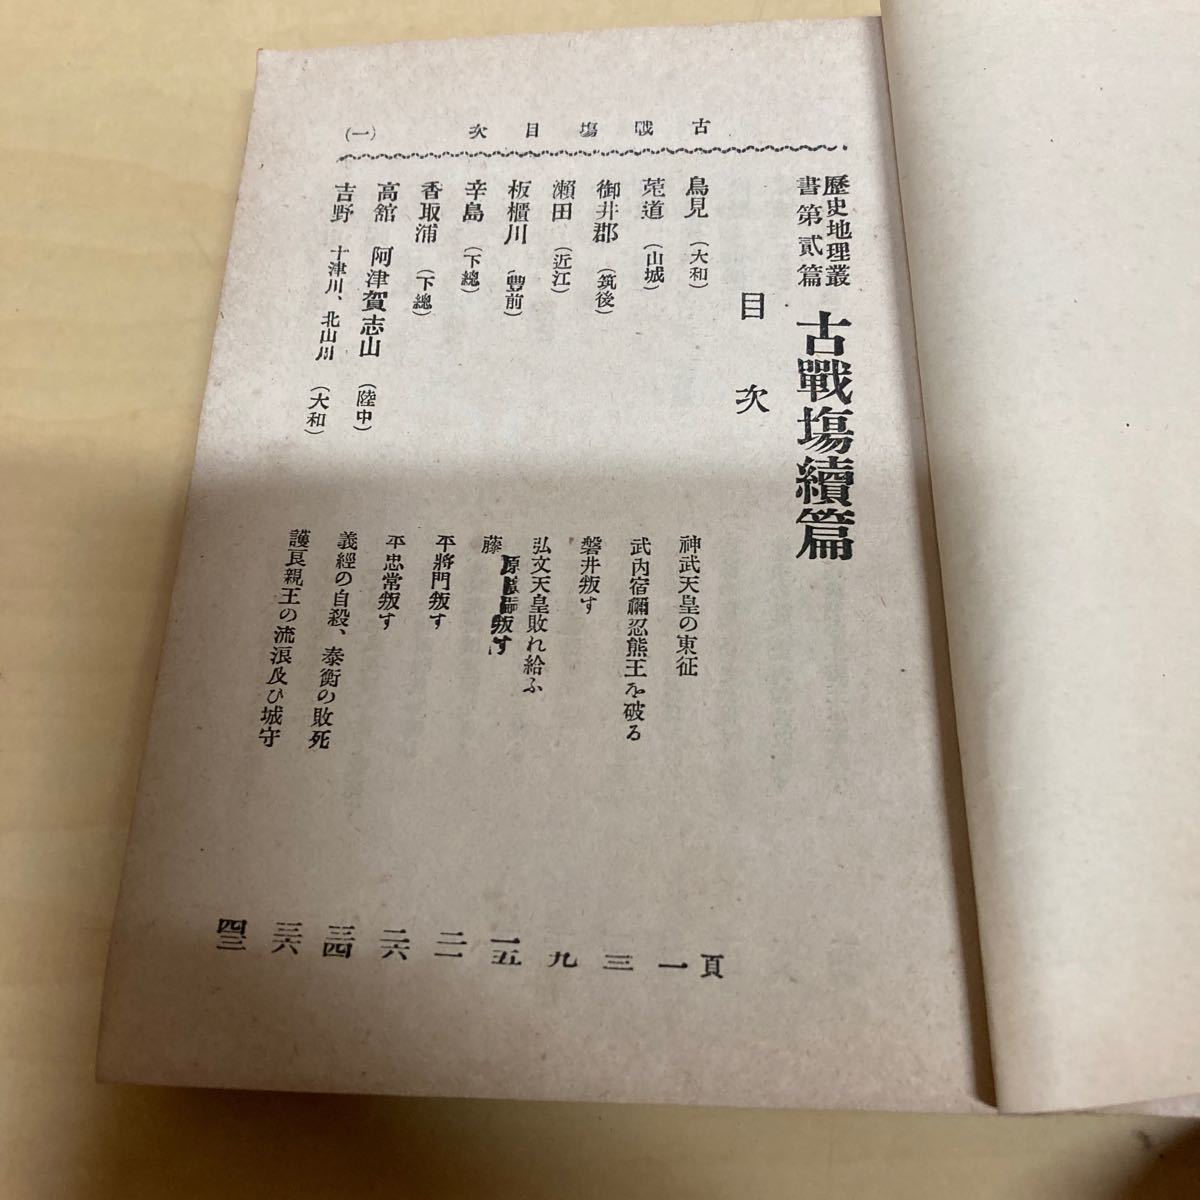 古戰塲目次 (一)
歷史地理叢
書第貳篇
古戰塲續篇
目次
頁
鳥見 (大和) 神武天皇の東征 一
菟道 (山城) 武內宿禰忍熊王を破る 三
御井郡 (筑後) 磐井叛す 九
瀨田 (近江) 弘文天皇敗れ給ふ 一五
板櫃川 (豐前) 藤原叛す 二一
辛島 (下總) 平將門叛す 二六
香取浦 (下總) 平忠常叛す 三四
高舘 阿津賀志山 (陸中) 義經の自殺、泰衡の敗死 三六
吉野 十津川、北山川 (大和) 護良親王の流浪及び城守 四三